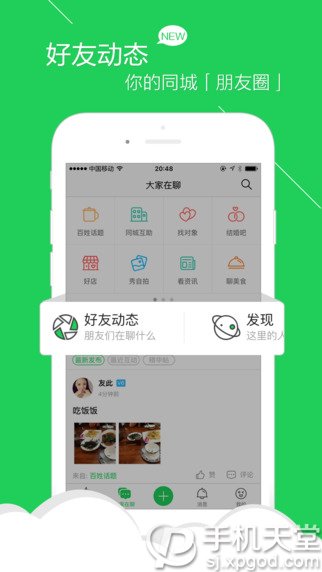 好友动态 NEW
你的同城「朋友圈」
中国移动 20:48
大家在聊
百姓话题 同城互助 找对象 结婚吧
好店 秀自拍 看资讯 聊美食
好友动态 发现
朋友们在聊什么 这里的人
最新发布 最近互动 精华帖
友此
4分钟前
吃饭饭
来自: 百姓话题 赞 评论
消息 我的
手机天堂
sj.xpgod.com